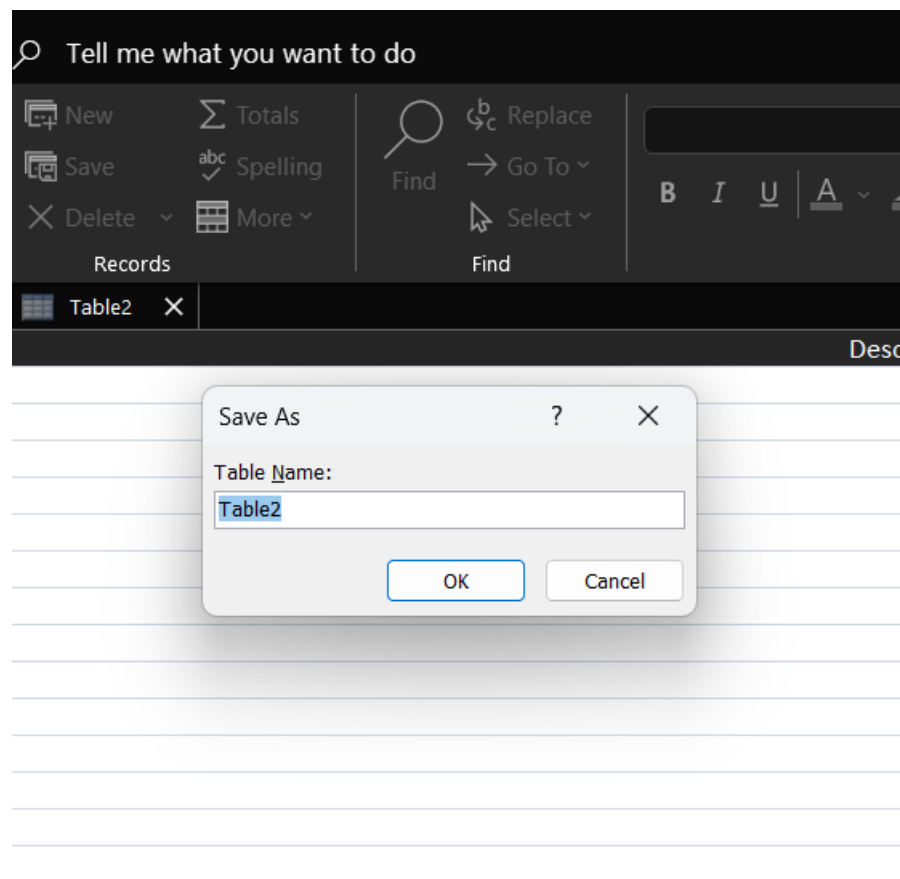 Tell me what you want to do
New Σ Totals
Save abc Spelling
Delete More
Records
Find
b c Replace
Go To
Select
Find
B I U A
Table2
Desc
Save As ?
Table Name:
Table2
OK Cancel